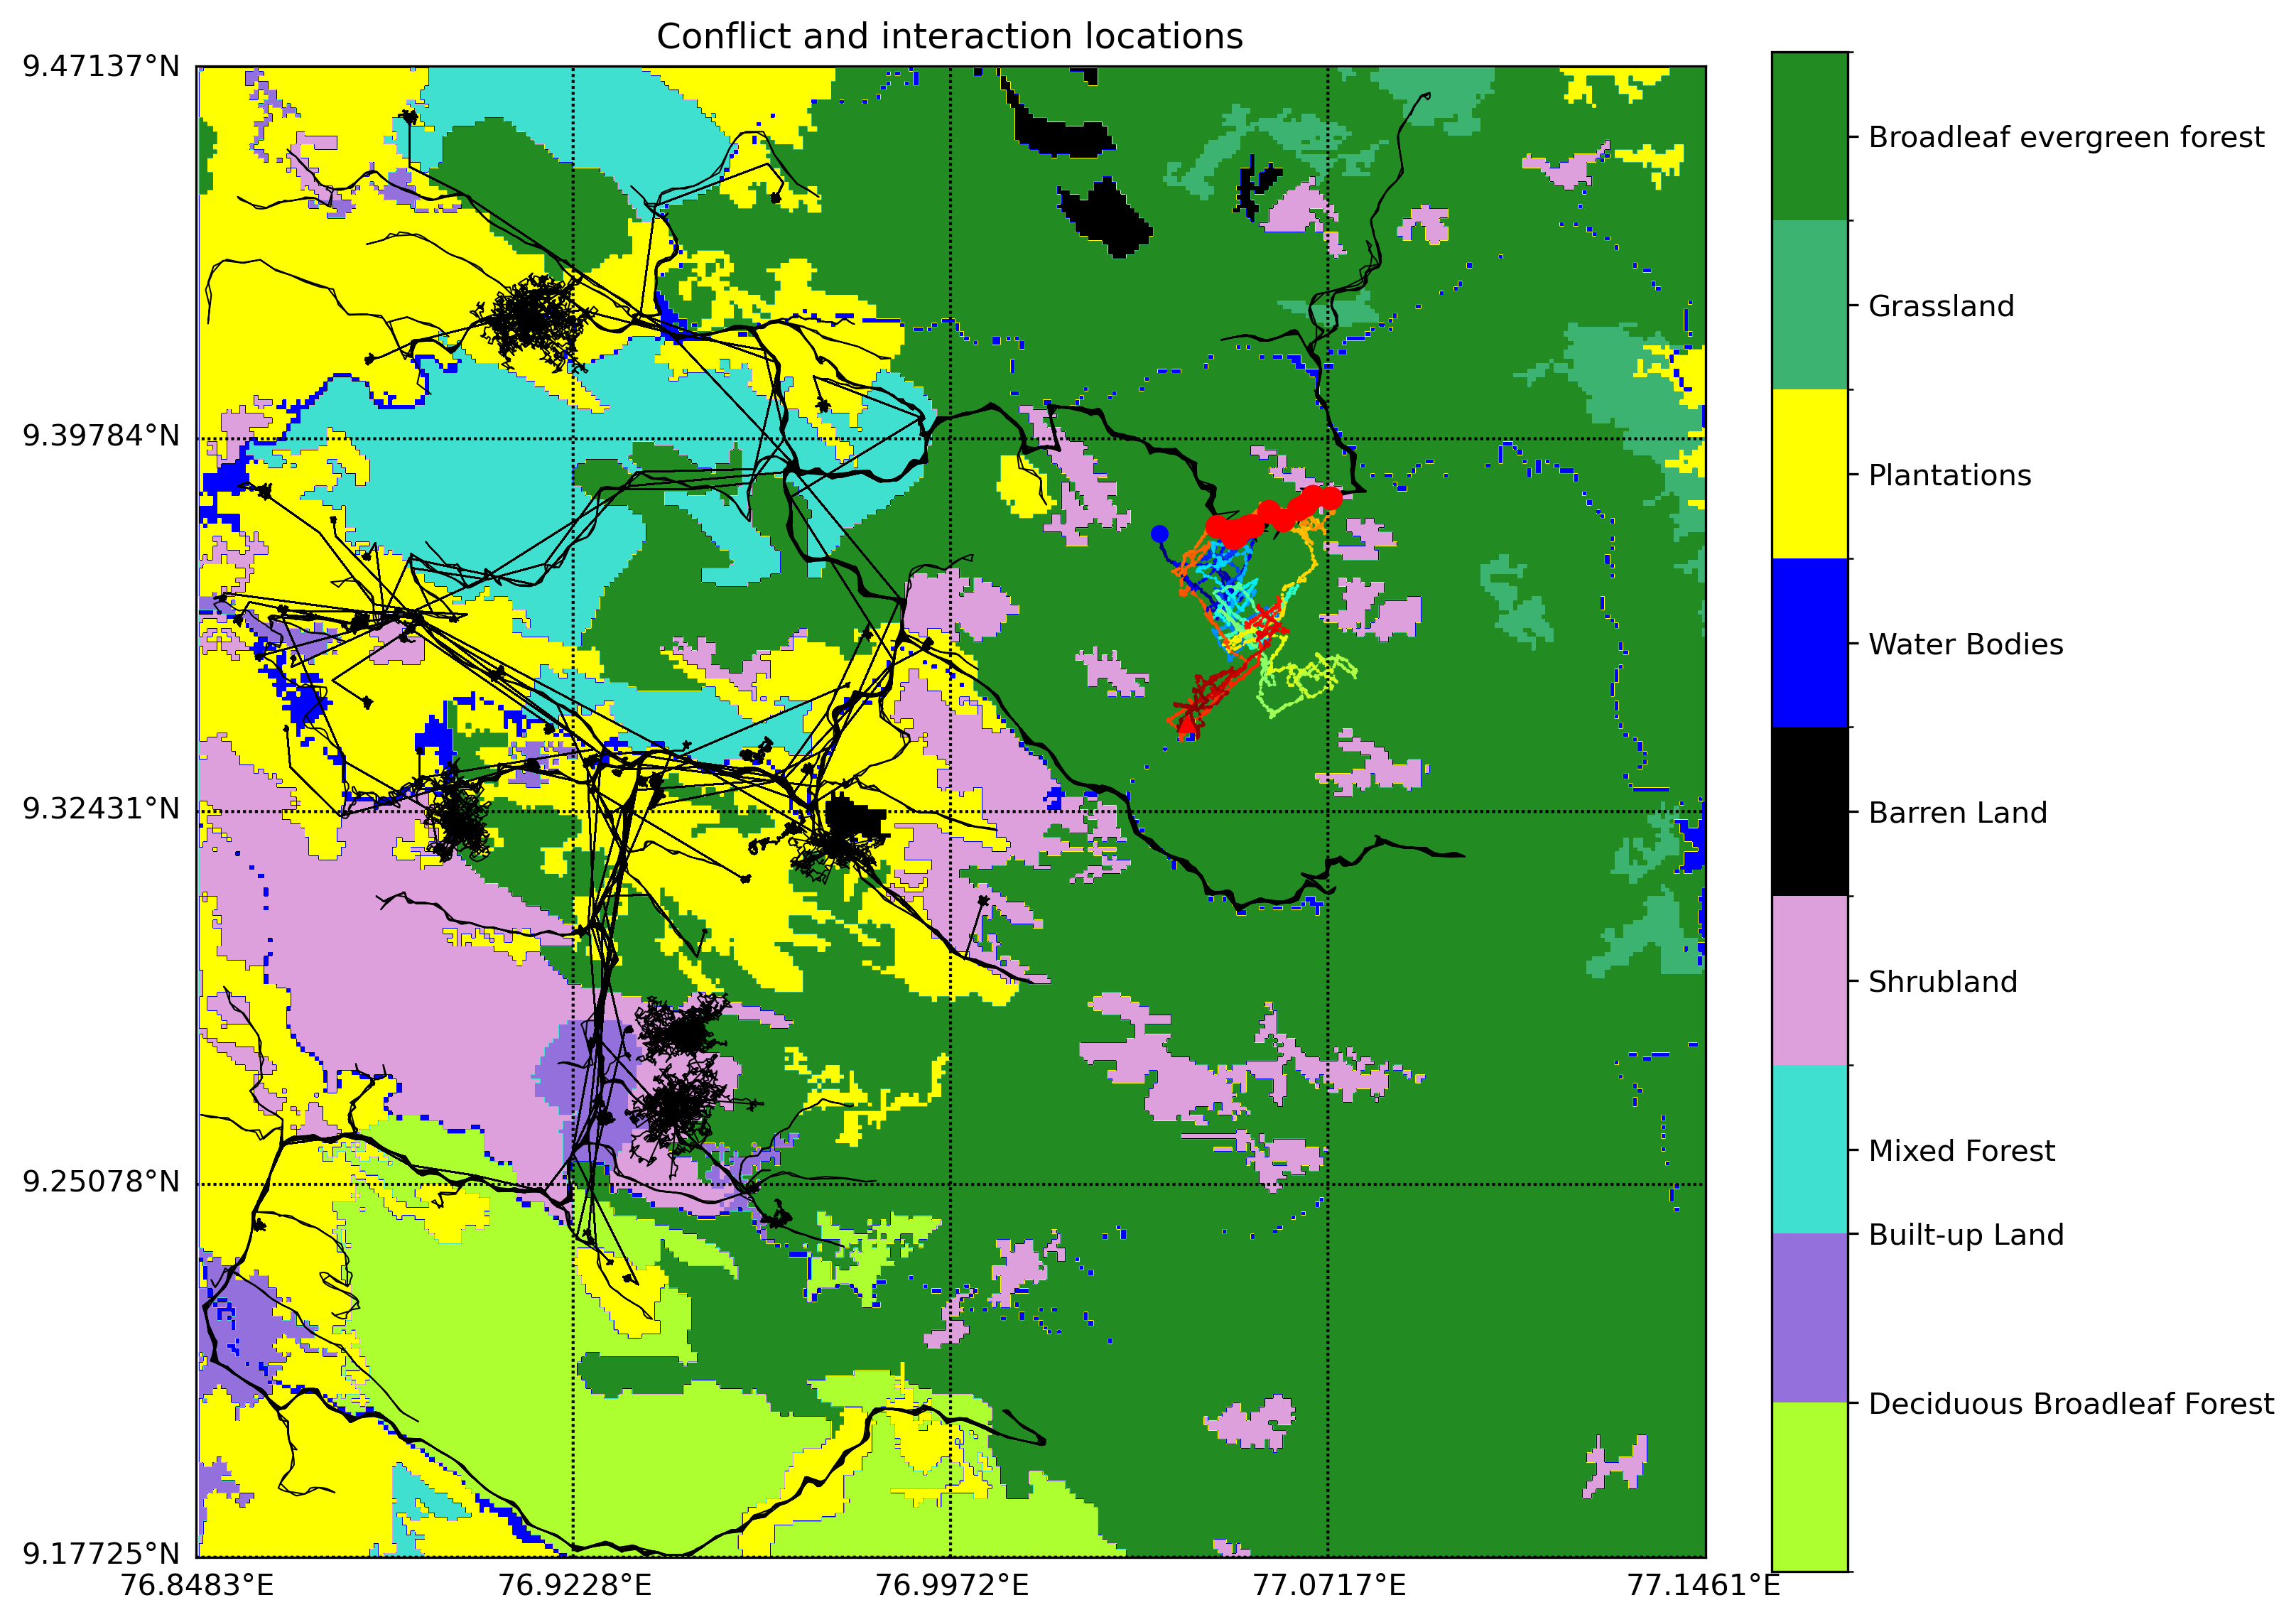 Conflict and interaction locations
9.47137°N
9.39784°N
9.32431°N
9.25078°N
9.17725°N
76.8483°E
76.9228°E
76.9972°E
77.0717°E
77.1461°E
Broadleaf evergreen forest
Grassland
Plantations
Water Bodies
Barren Land
Shrubland
Mixed Forest
Built-up Land
Deciduous Broadleaf Forest